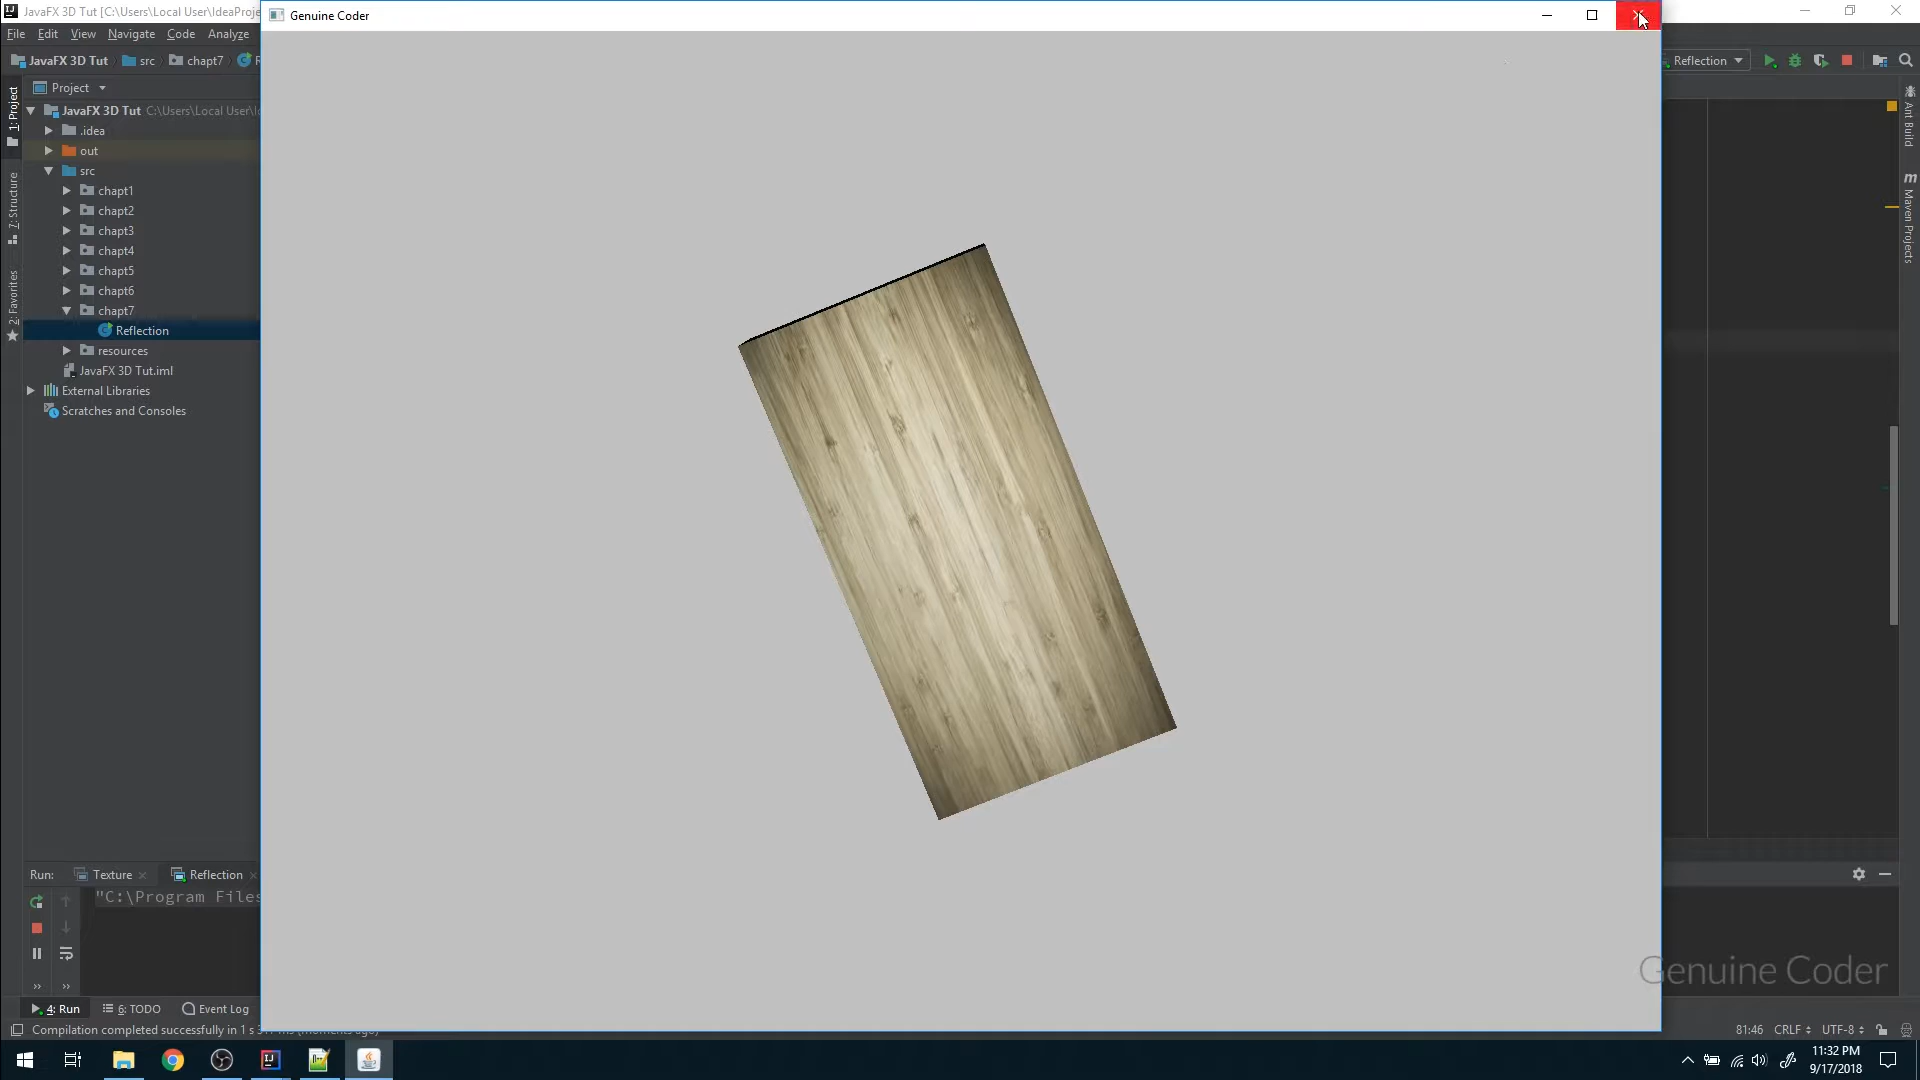 JavaFX 3D Tut [C:\Users\Local User\IdeaProje
Genuine Coder
File Edit View Navigate Code Analyze
JavaFX 3D Tut src chapt7
Reflection
Project
JavaFX 3D Tut C:\Users\Local User\I
.idea
out
src
chapt1
chapt2
chapt3
chapt4
chapt5
chapt6
chapt7
Reflection
resources
JavaFX 3D Tut.iml
External Libraries
Scratches and Consoles
1: Project
7: Structure
2: Favorites
Ant Build
Maven Projects
Run: Texture Reflection
"C:\Program Files
Genuine Coder
4: Run 6: TODO Event Log
Compilation completed successfully in 1 s
81:46 CRLF UTF-8
11:32 PM
9/17/2018